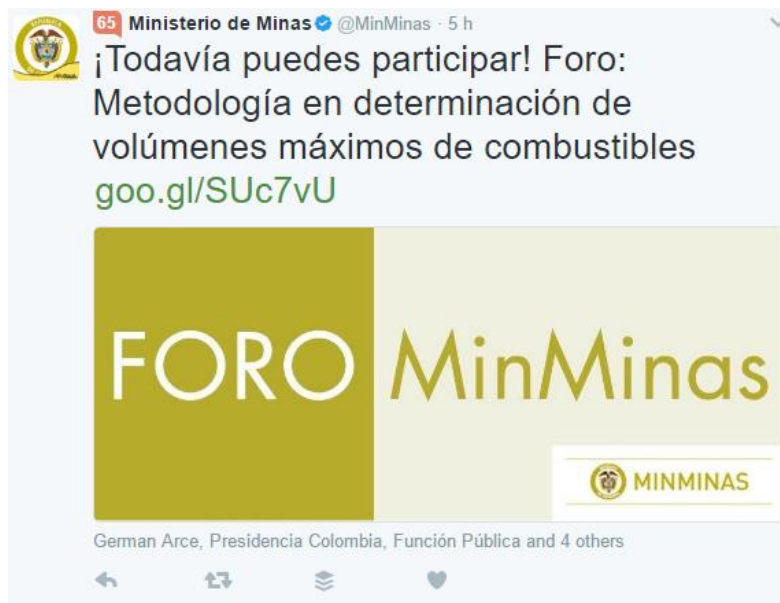 65 Ministerio de Minas @MinMinas · 5 h
¡Todavía puedes participar! Foro:
Metodología en determinación de
volúmenes máximos de combustibles
goo.gl/SUc7vU
FORO MinMinas
MINMINAS
German Arce, Presidencia Colombia, Función Pública and 4 others